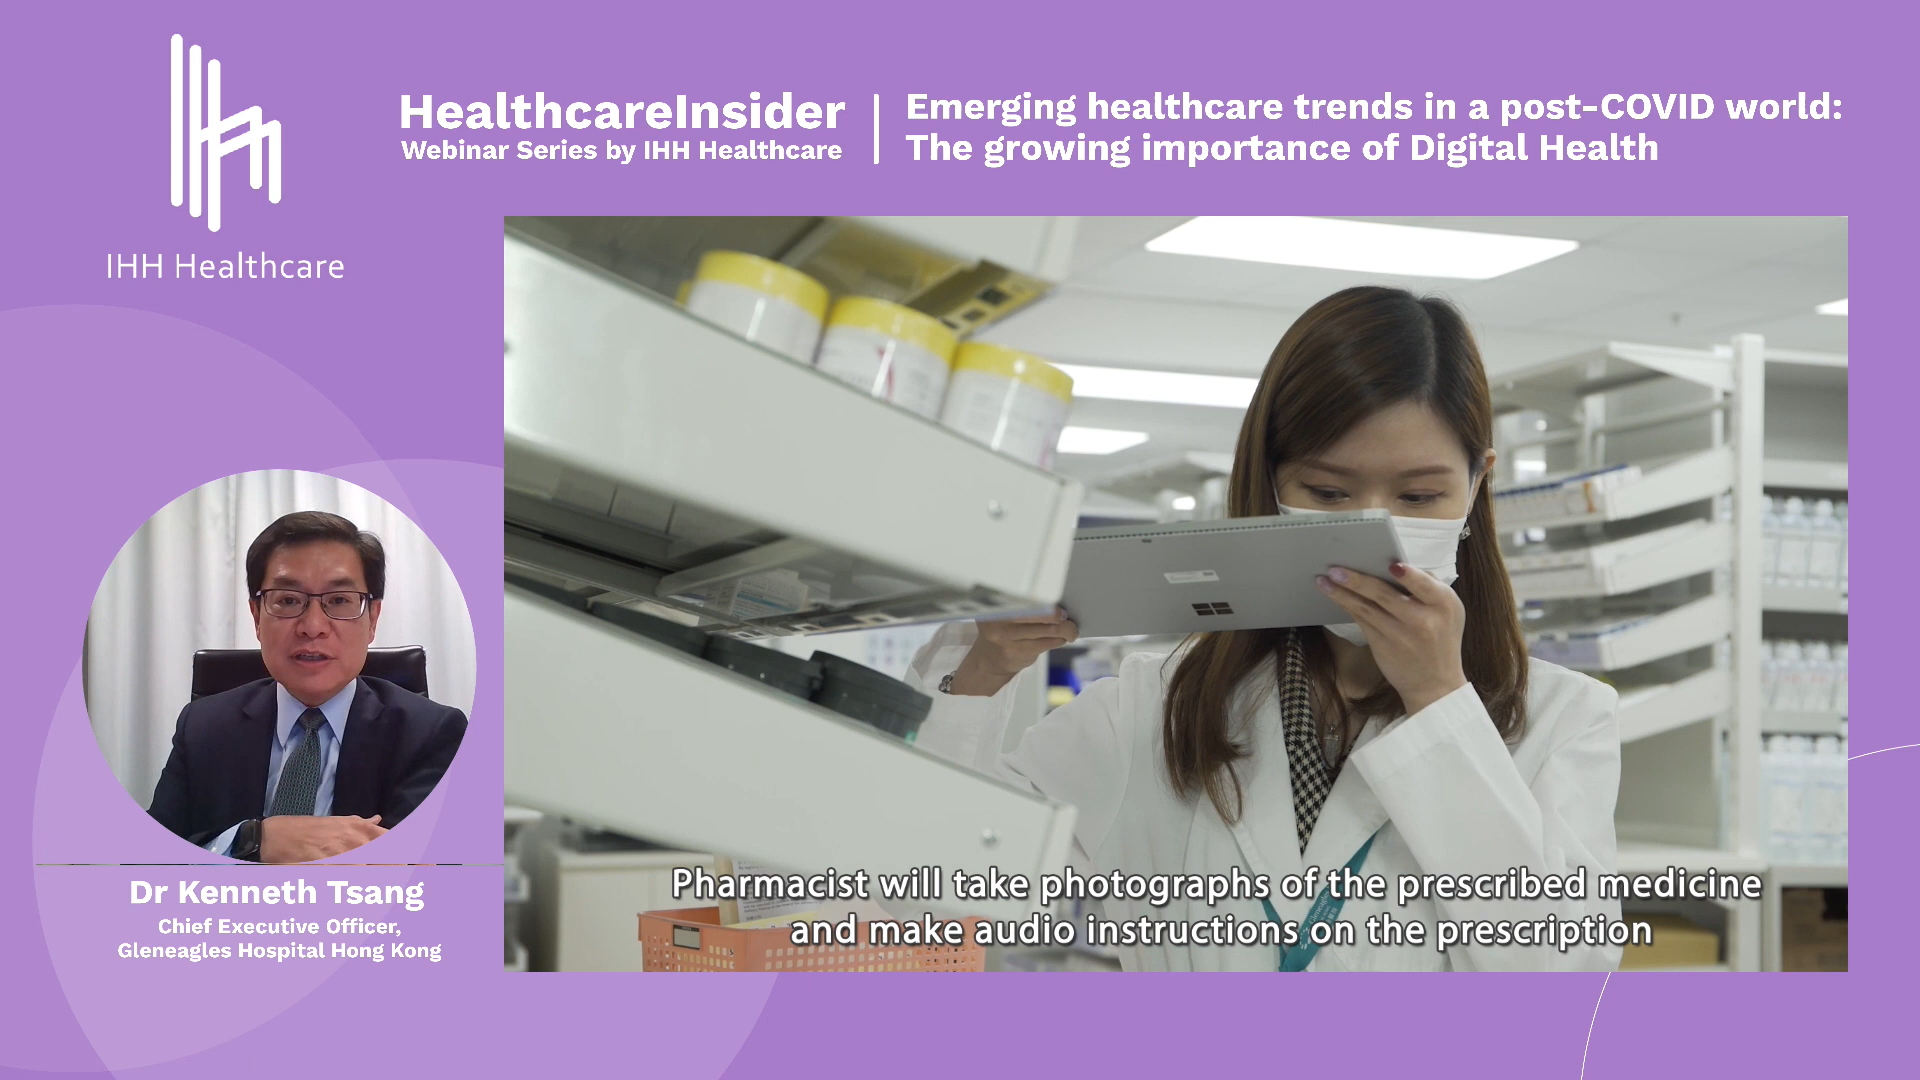 IHH Healthcare
HealthcareInsider
Webinar Series by IHH Healthcare
Emerging healthcare trends in a post-COVID world:
The growing importance of Digital Health
Dr Kenneth Tsang
Chief Executive Officer,
Gleneagles Hospital Hong Kong
Pharmacist will take photographs of the prescribed medicine
and make audio instructions on the prescription